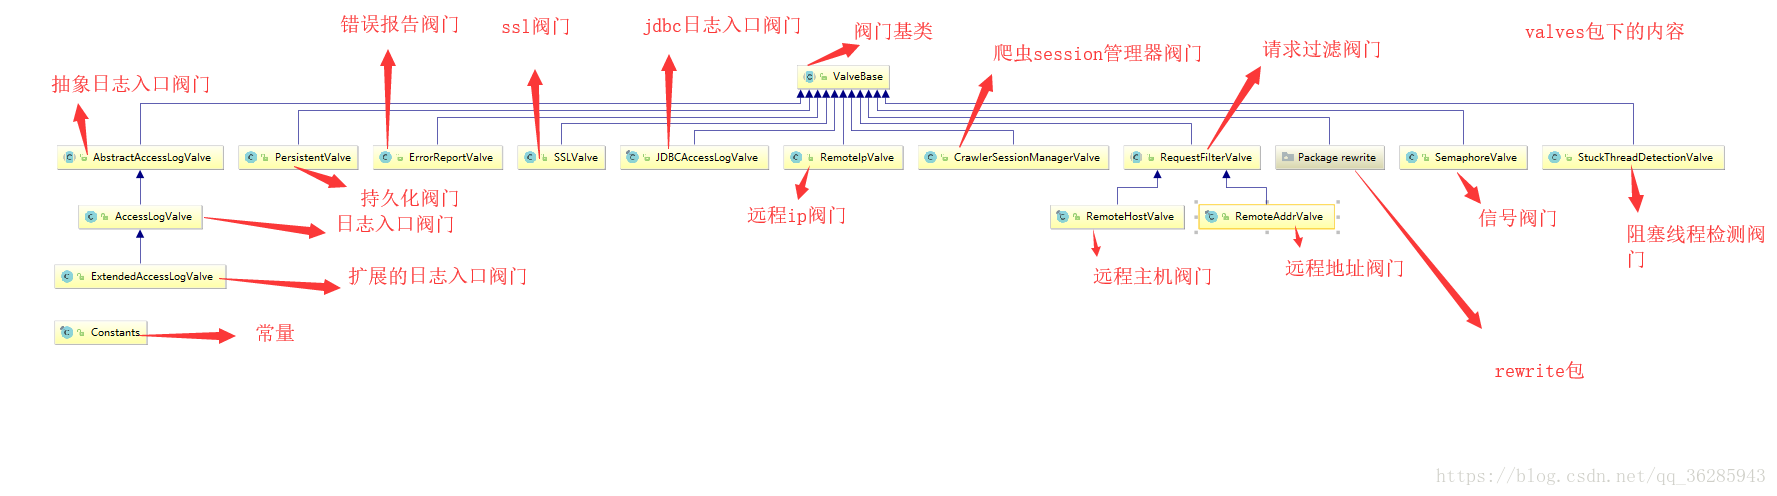 错误报告阀门
ssl阀门
jdbc日志入口阀门
阀门基类
爬虫session管理器阀门
请求过滤阀门
valves包下的内容
抽象日志入口阀门
ValveBase
AbstractAccessLogValve
PersistentValve
ErrorReportValve
SSLValve
JDBCAccessLogValve
RemoteIpValve
CrawlerSessionManagerValve
RequestFilterValve
Package rewrite
SemaphoreValve
StuckThreadDetectionValve
持久化阀门
AccessLogValve
日志入口阀门
远程ip阀门
RemoteHostValve
RemoteAddrValve
信号阀门
阻塞线程检测阀
门
ExtendedAccessLogValve
扩展的日志入口阀门
远程主机阀门
远程地址阀门
Constants
常量
rewrite包
https://blog.csdn.net/qq_36285943